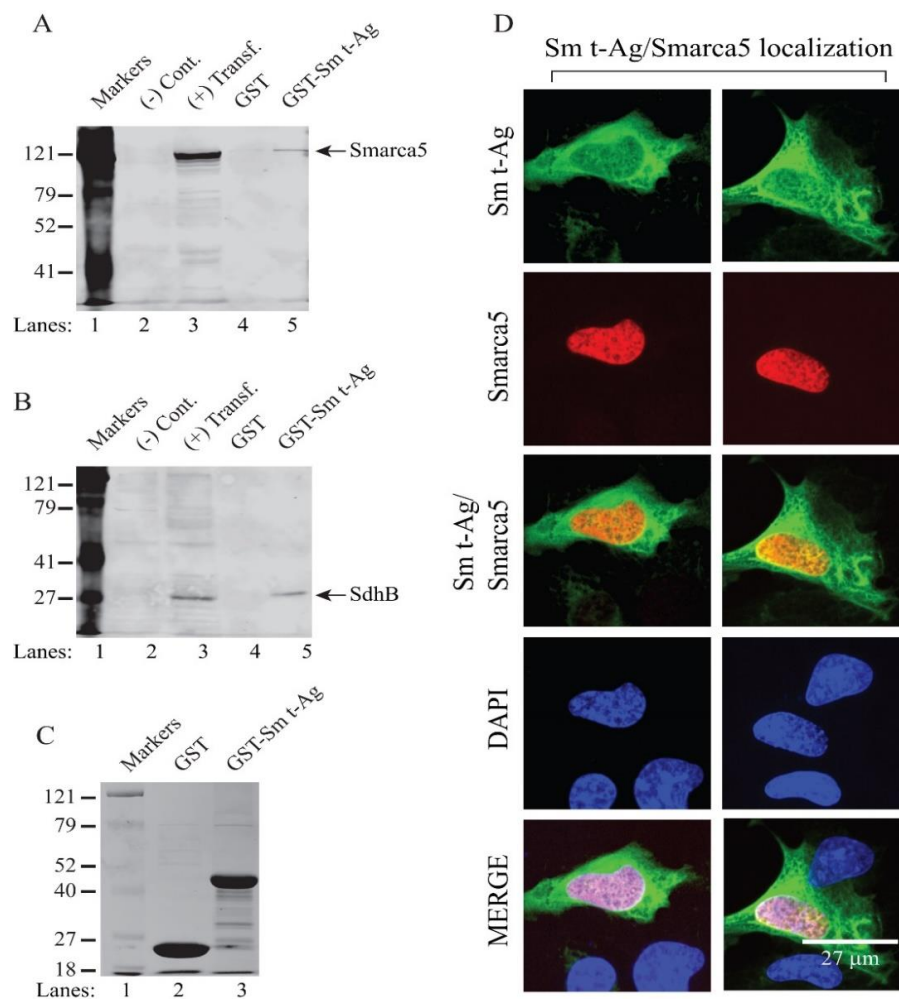 A
Markers
(-) Cont.
(+) Transf.
GST
GST-Sm t-Ag
121
79
52
41
Smarca5
Lanes: 1 2 3 4 5
B
Markers
(-) Cont.
(+) Transf.
GST
GST-Sm t-Ag
121
79
41
27
SdhB
Lanes: 1 2 3 4 5
C
Markers
GST
GST-Sm t-Ag
121
79
52
40
27
18
Lanes: 1 2 3
D
Sm t-Ag/Smarca5 localization
Sm t-Ag
Smarca5
Sm t-Ag/
Smarca5
DAPI
MERGE
27 μm